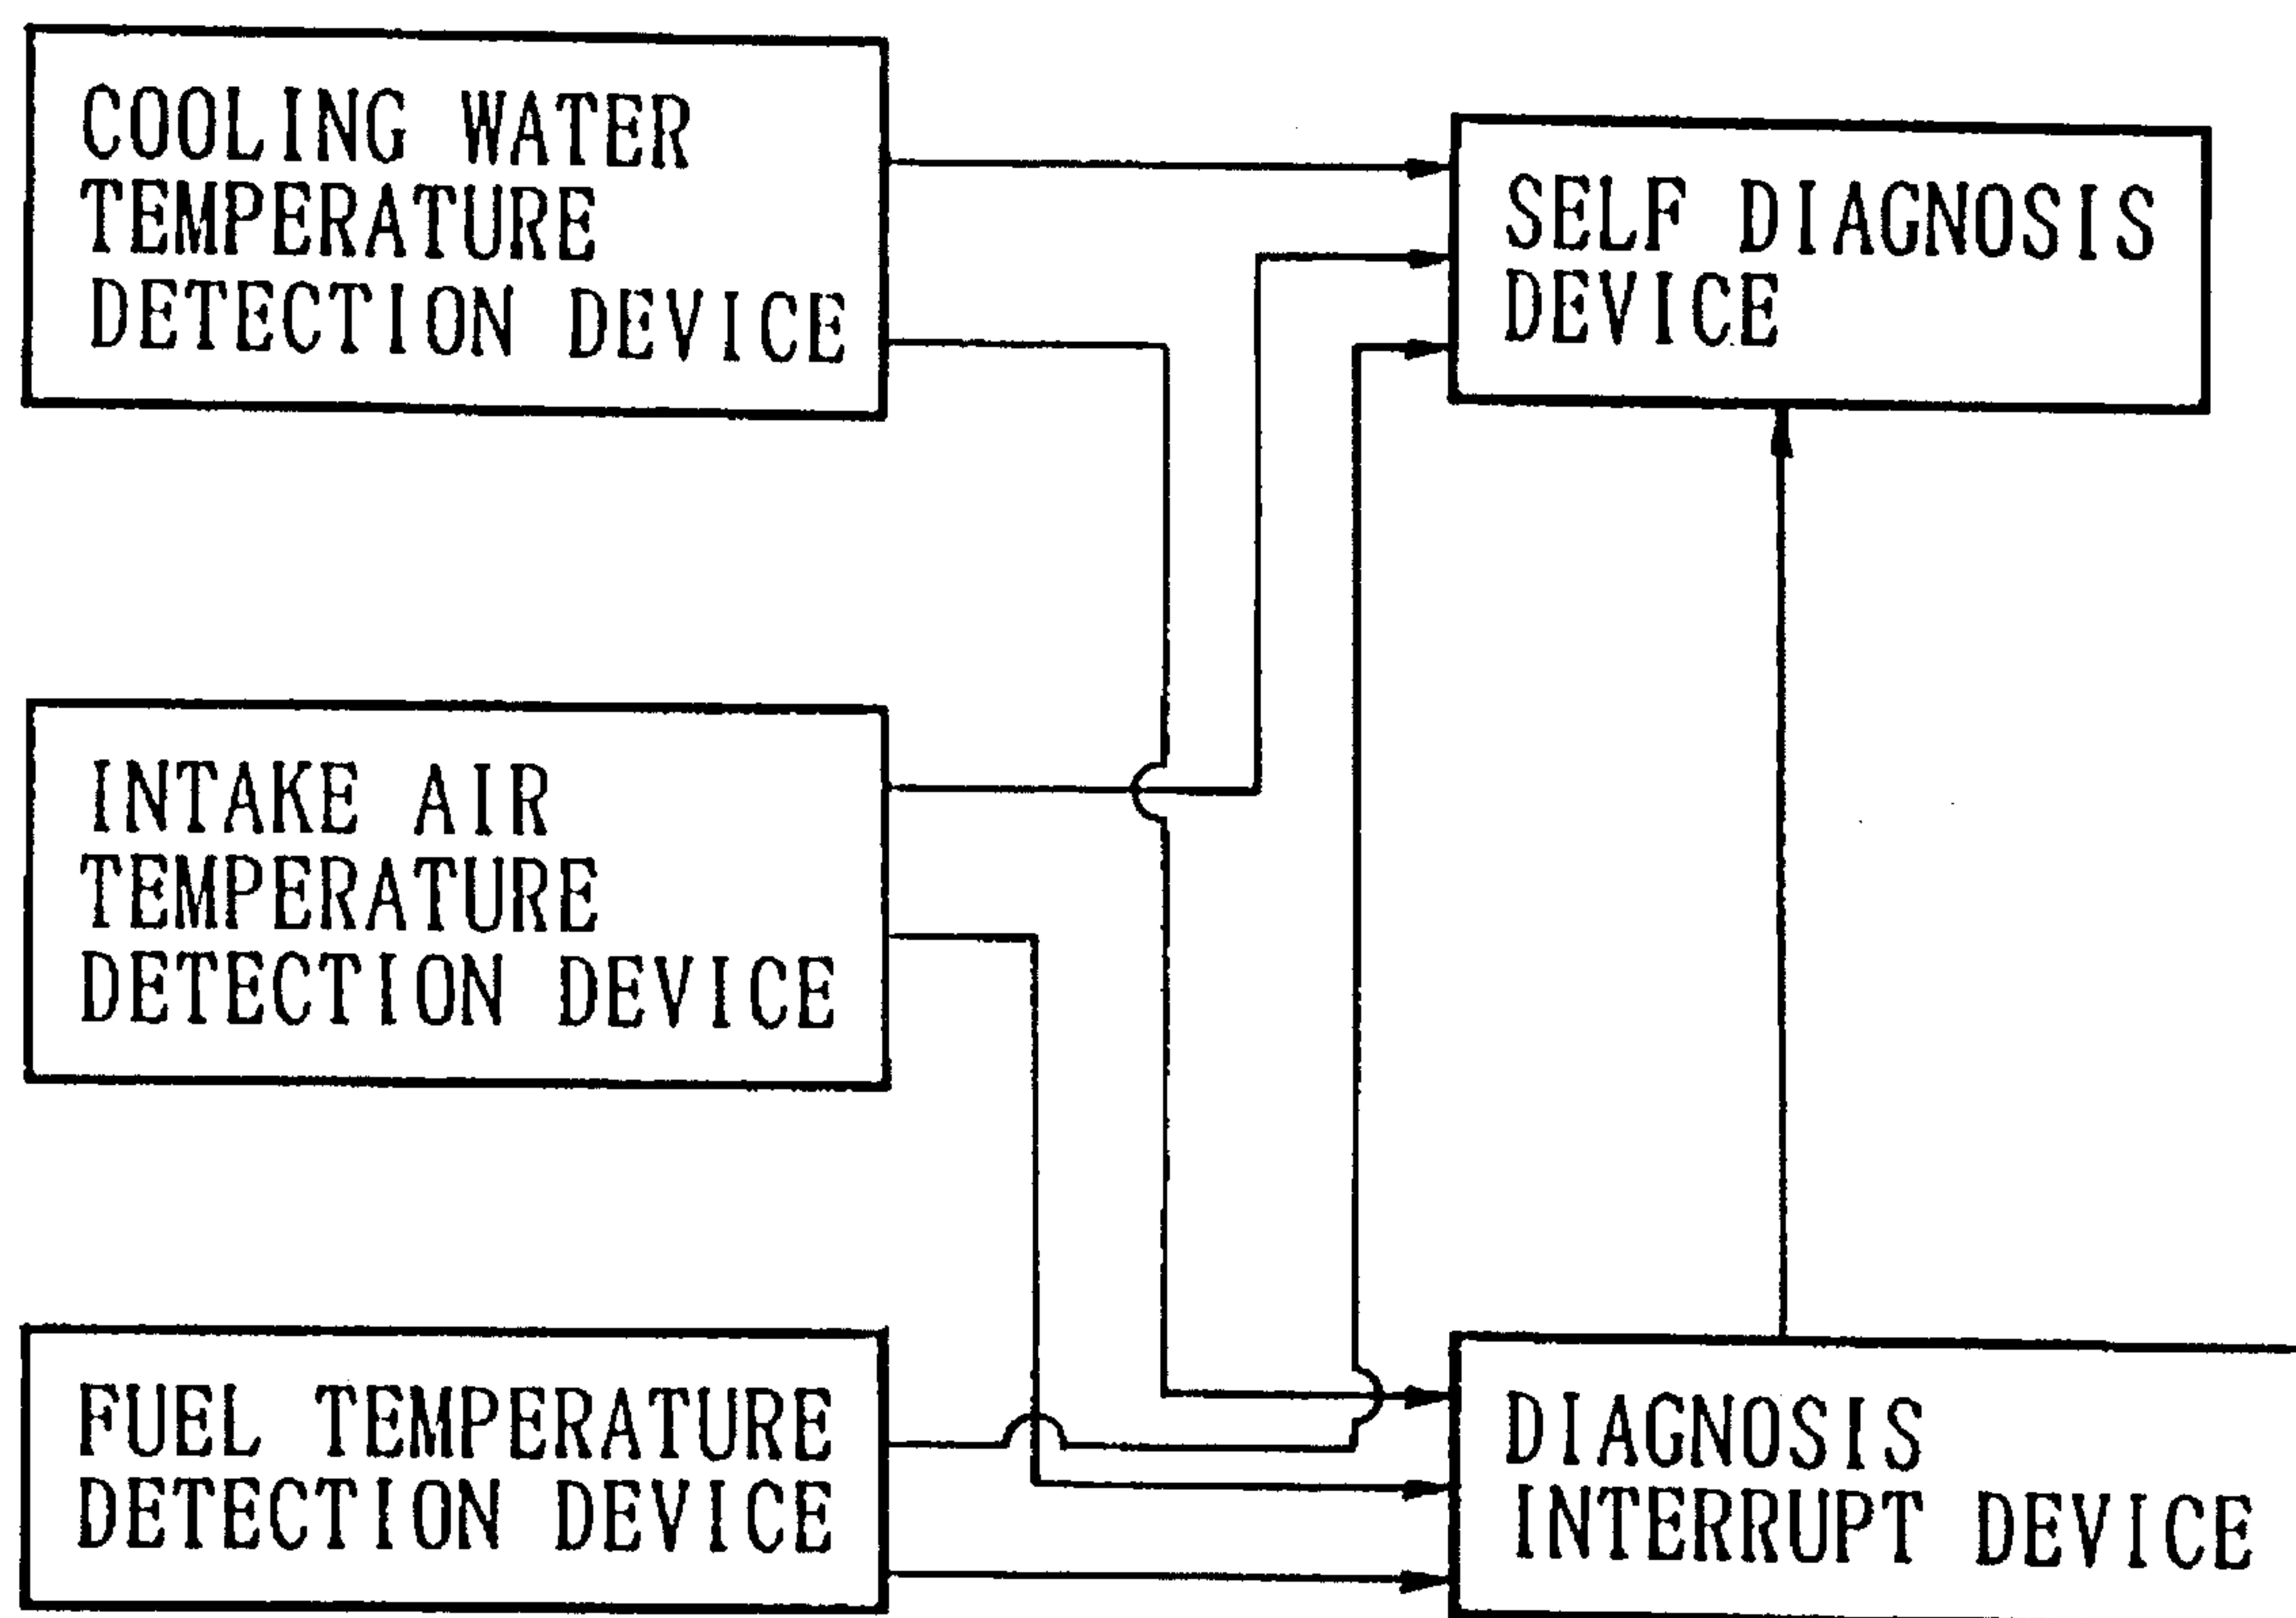 COOLING WATER
TEMPERATURE
DETECTION DEVICE
SELF DIAGNOSIS
DEVICE
INTAKE AIR
TEMPERATURE
DETECTION DEVICE
FUEL TEMPERATURE
DETECTION DEVICE
DIAGNOSIS
INTERRUPT DEVICE